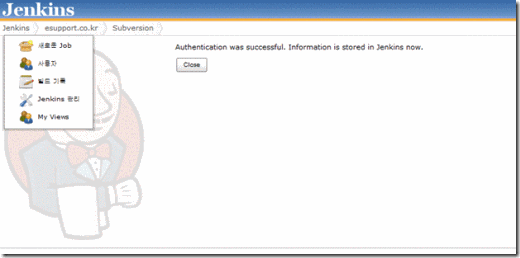 Jenkins
Jenkins esupport.co.kr Subversion
새로운 Job
사용자
빌드 기록
Jenkins 관리
My Views
Authentication was successful. Information is stored in Jenkins now.
Close